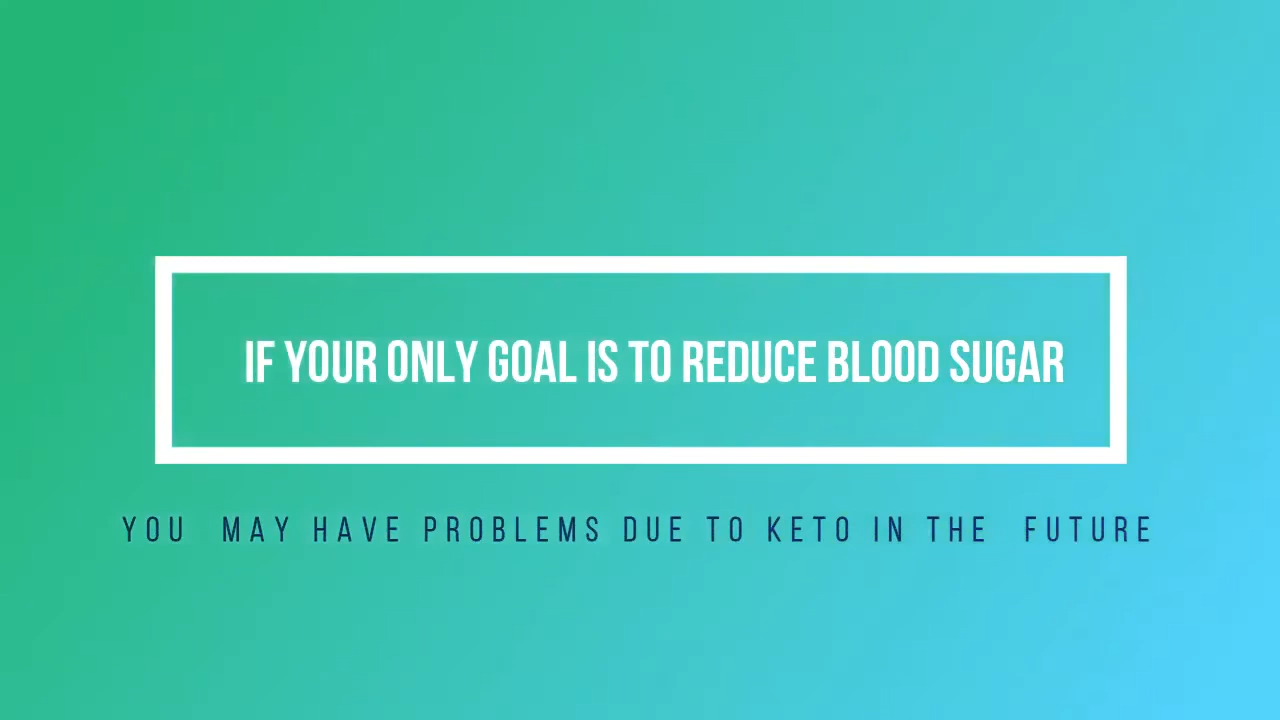 IF YOUR ONLY GOAL IS TO REDUCE BLOOD SUGAR
YOU MAY HAVE PROBLEMS DUE TO KETO IN THE FUTURE